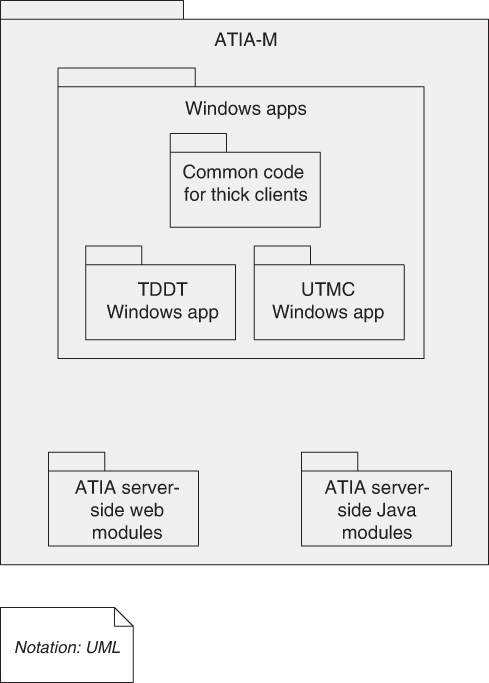 ATIA-M
Windows apps
Common code
for thick clients
TDDT
Windows app
UTMC
Windows app
ATIA server-
side web
modules
ATIA server-
side Java
modules
Notation: UML